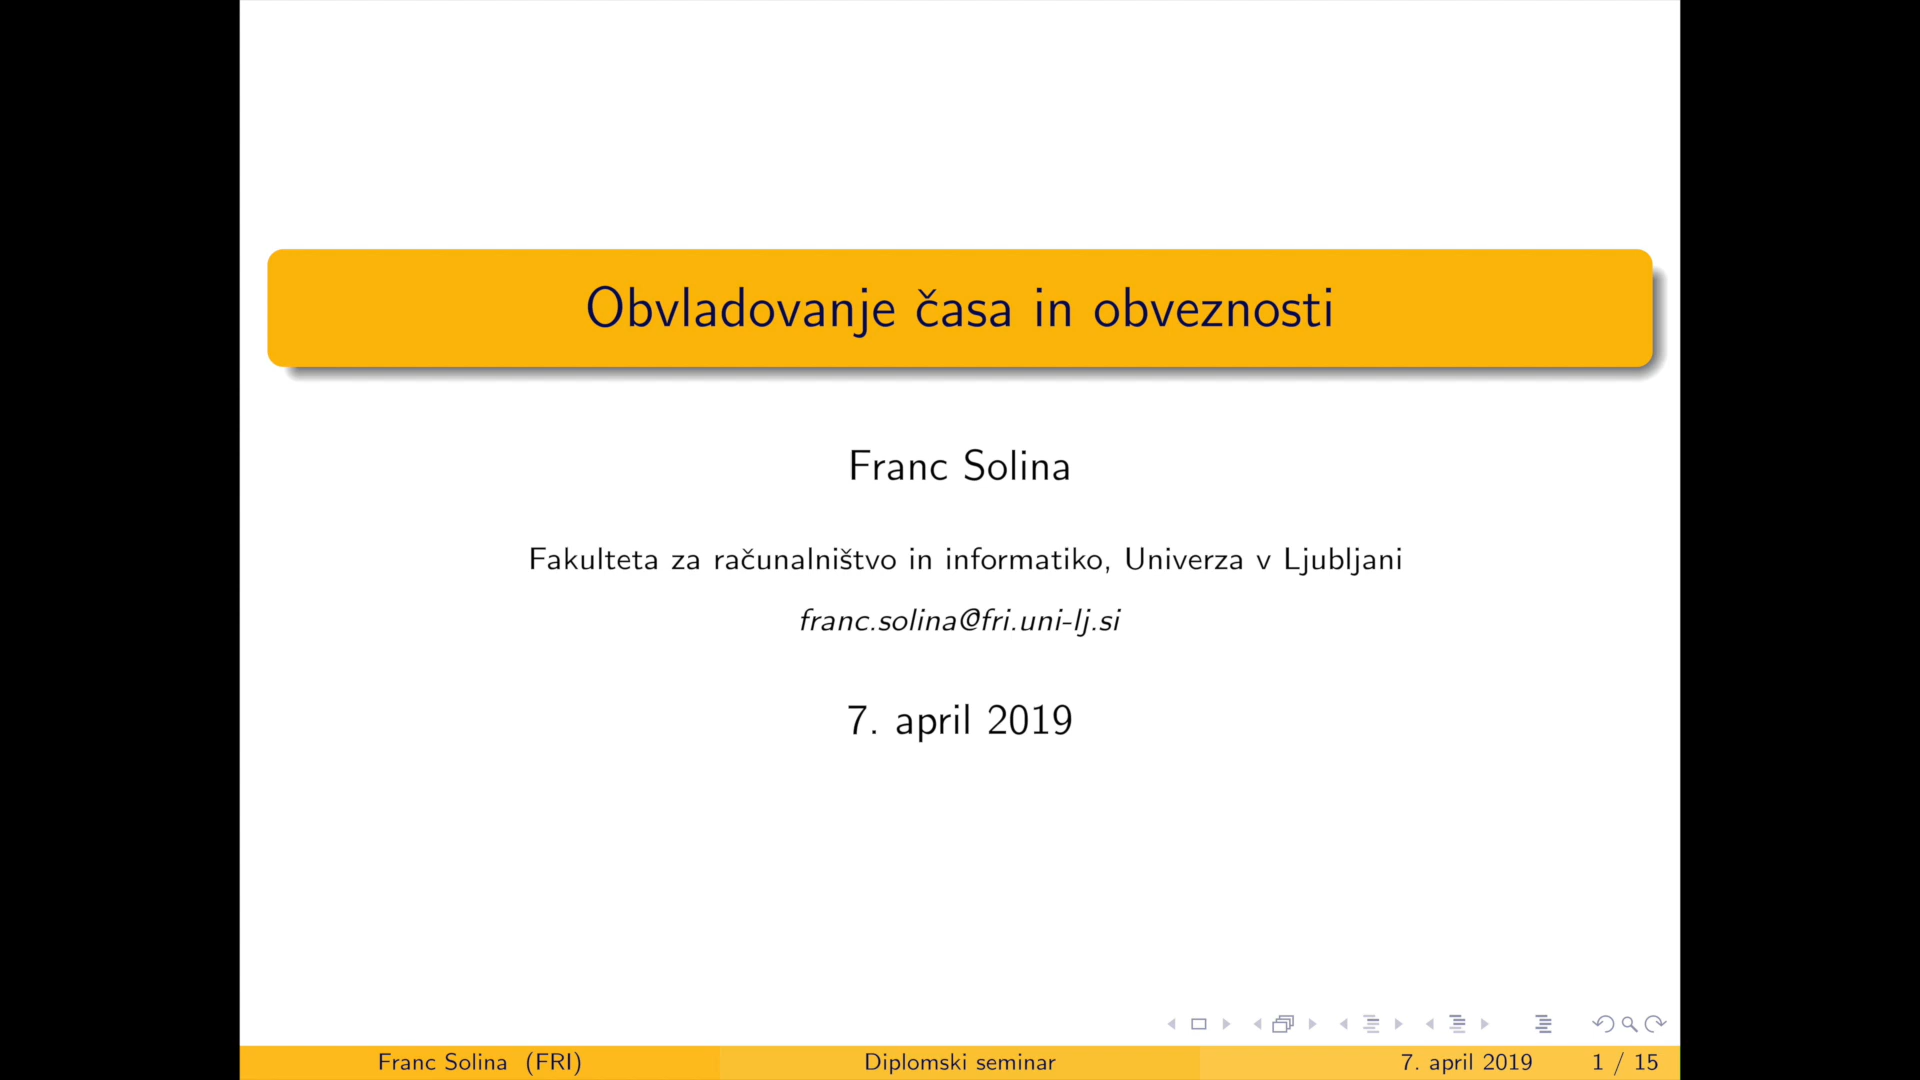 Obvladovanje časa in obveznosti
Franc Solina
Fakulteta za računalništvo in informatiko, Univerza v Ljubljani
franc.solina@fri.uni-lj.si
7. april 2019
Franc Solina (FRI) Diplomski seminar 7. april 2019 1 / 15